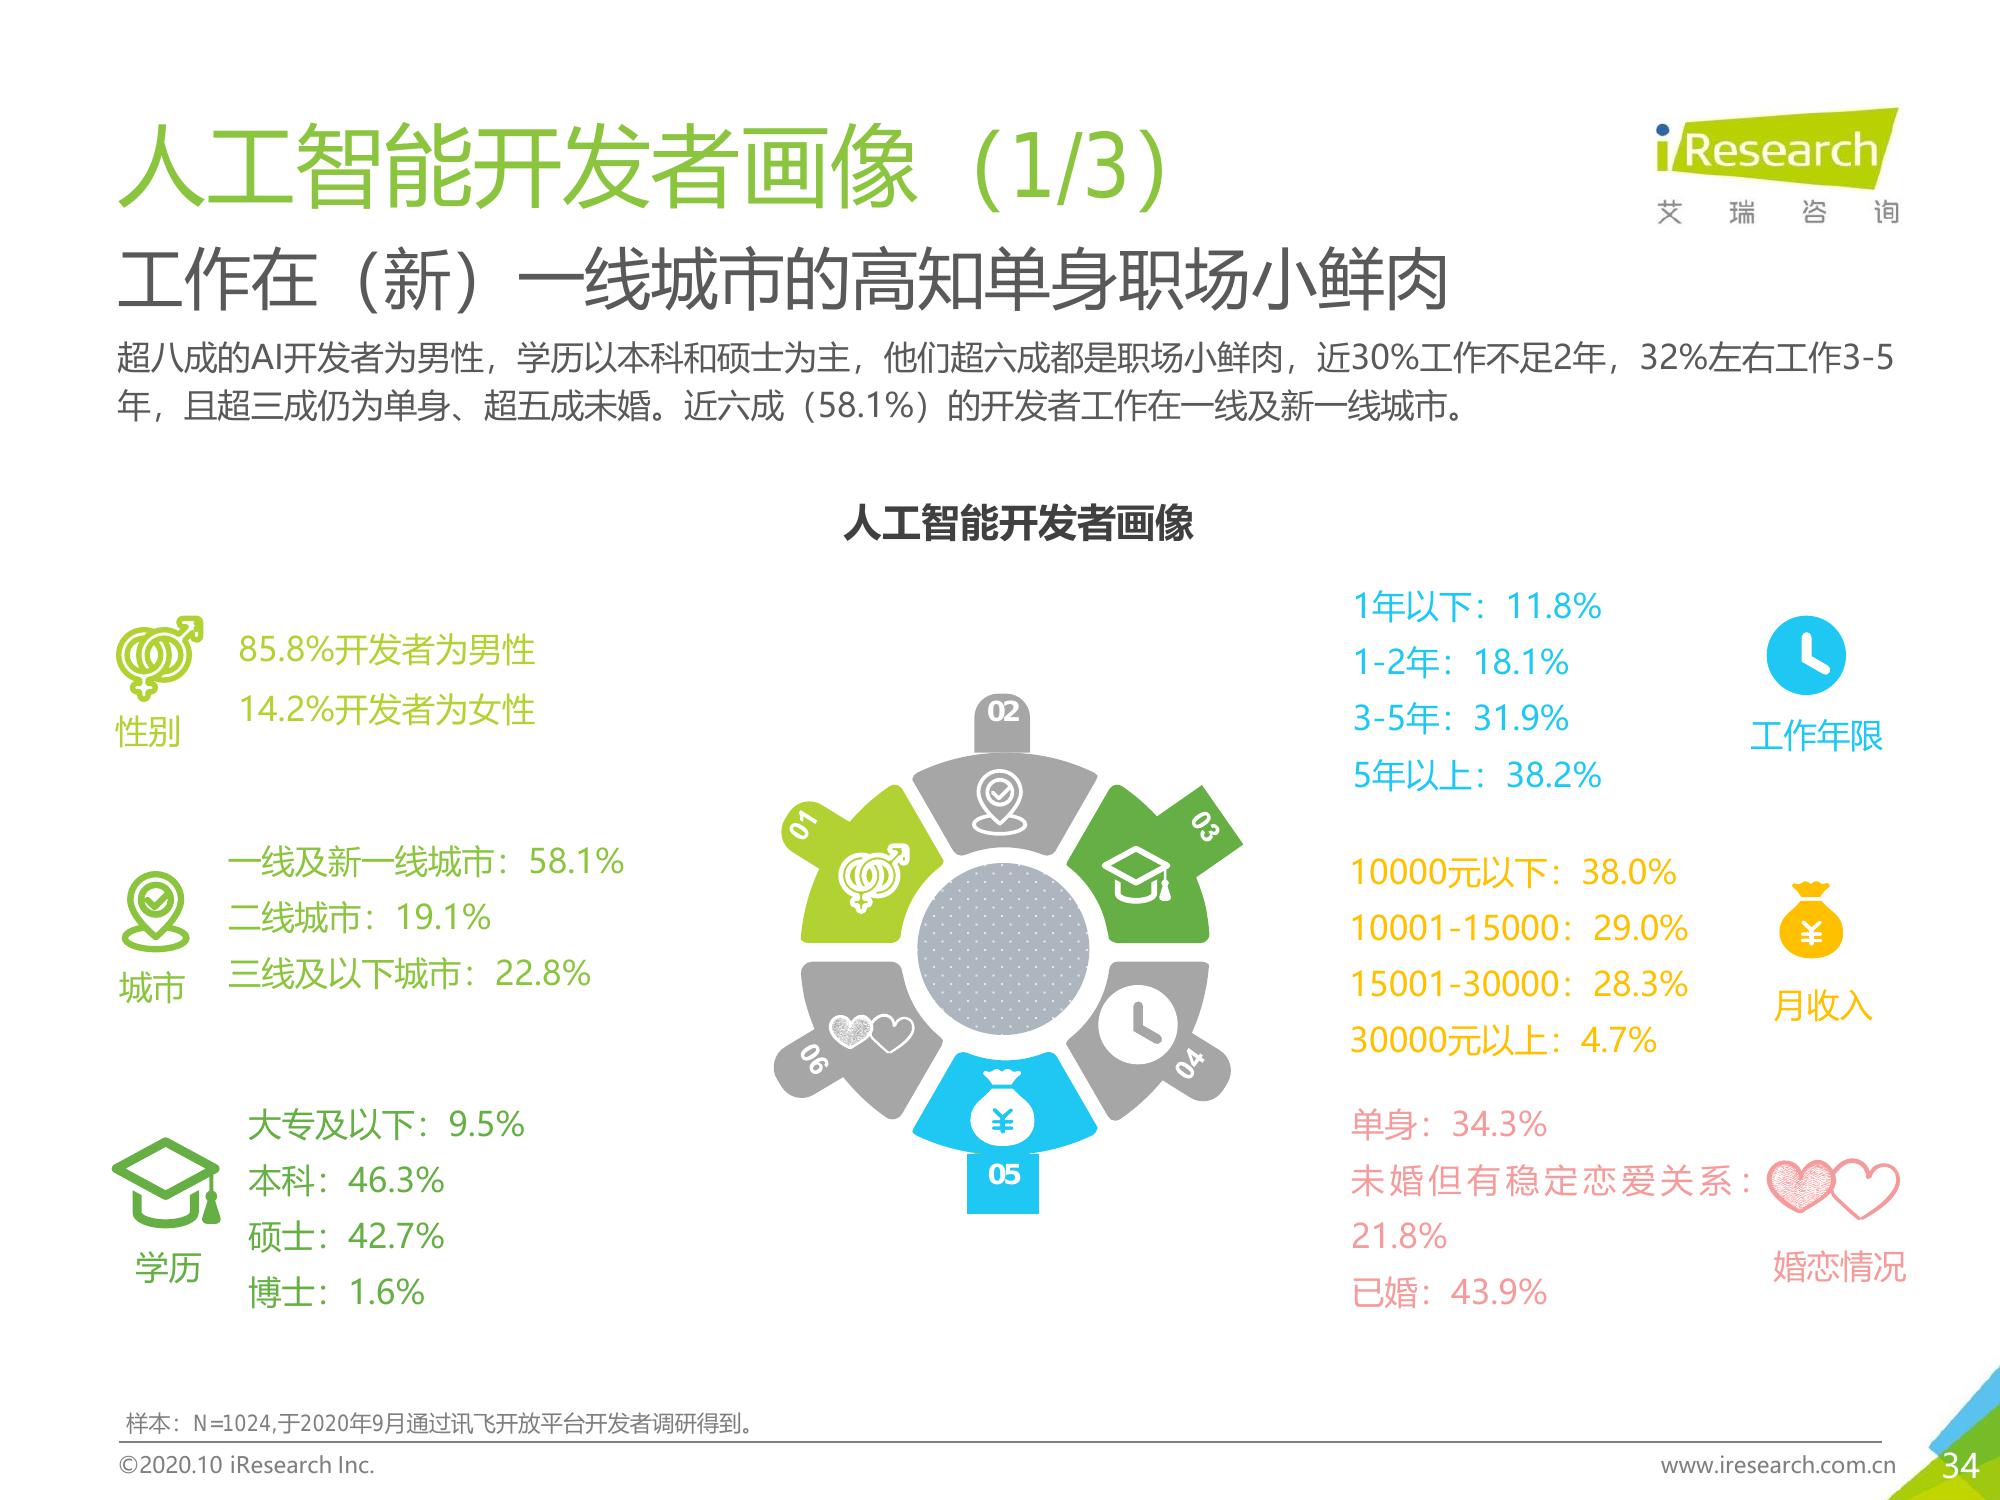 人工智能开发者画像（1/3）
iResearch
艾瑞咨询
工作在（新）一线城市的高知单身职场小鲜肉
超八成的AI开发者为男性，学历以本科和硕士为主，他们超六成都是职场小鲜肉，近30%工作不足2年，32%左右工作3-5
年，且超三成仍为单身、超五成未婚。近六成（58.1%）的开发者工作在一线及新一线城市。
人工智能开发者画像
85.8%开发者为男性
14.2%开发者为女性
性别
一线及新一线城市：58.1%
二线城市：19.1%
三线及以下城市：22.8%
城市
大专及以下：9.5%
本科：46.3%
硕士：42.7%
博士：1.6%
学历
01
02
03
04
05
06
1年以下：11.8%
1-2年：18.1%
3-5年：31.9%
5年以上：38.2%
工作年限
10000元以下：38.0%
10001-15000：29.0%
15001-30000：28.3%
30000元以上：4.7%
¥
¥
月收入
单身：34.3%
未婚但有稳定恋爱关系：
21.8%
已婚：43.9%
婚恋情况
样本：N=1024,于2020年9月通过讯飞开放平台开发者调研得到。
©2020.10 iResearch Inc.
www.iresearch.com.cn
34